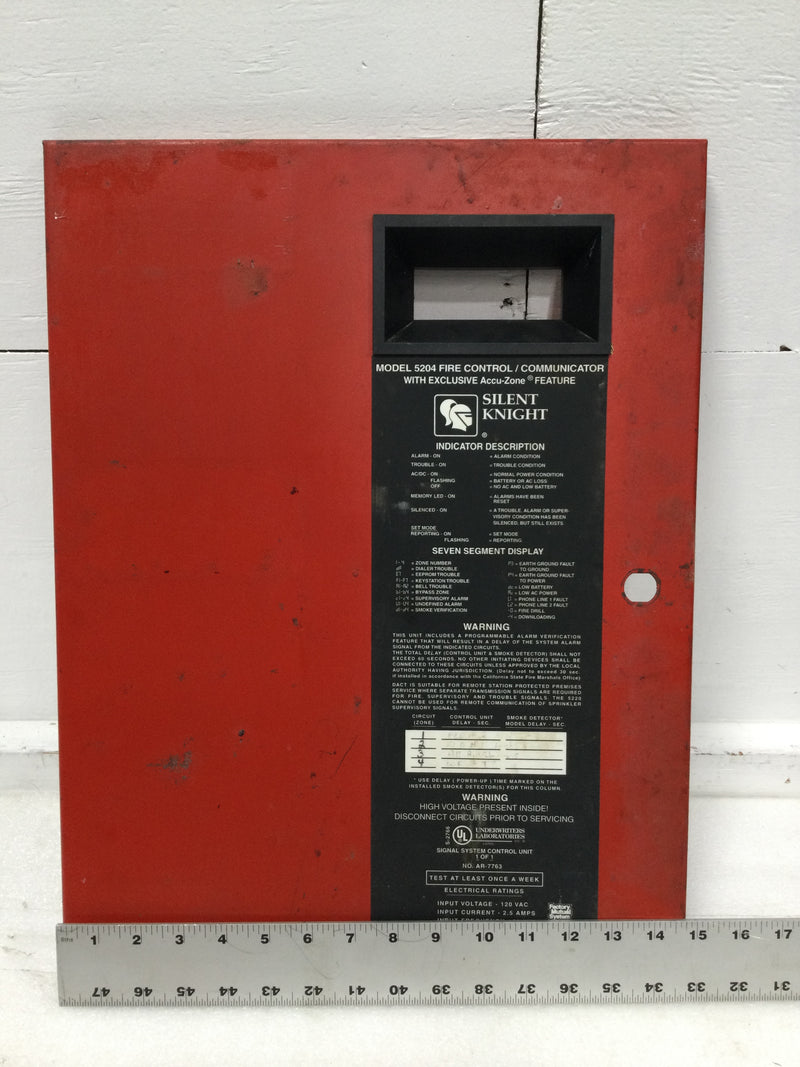 MODEL 5204 FIRE CONTROL / COMMUNICATOR
WITH EXCLUSIVE Accu-Zone ® FEATURE
SILENT
KNIGHT
®
INDICATOR DESCRIPTION
ALARM - ON = ALARM CONDITION
TROUBLE - ON = TROUBLE CONDITION
AC/DC - ON = NORMAL POWER CONDITION
FLASHING = BATTERY OR AC LOSS
OFF = NO AC AND LOW BATTERY
MEMORY LED - ON = ALARMS HAVE BEEN
RESET
SILENCED - ON = A TROUBLE, ALARM OR SUPER-
VISORY CONDITION HAS BEEN
SILENCED, BUT STILL EXISTS.
SET MODE
REPORTING - ON = SET MODE
FLASHING = REPORTING
SEVEN SEGMENT DISPLAY
= ZONE NUMBER
= DIALER TROUBLE
= EEPROM TROUBLE
= KEYSTATION TROUBLE
= BELL TROUBLE
= BYPASS ZONE
= SUPERVISORY ALARM
= UNDEFINED ALARM
= SMOKE VERIFICATION
= EARTH GROUND FAULT
TO GROUND
= EARTH GROUND FAULT
TO POWER
= LOW BATTERY
= LOW AC POWER
= PHONE LINE 1 FAULT
= PHONE LINE 2 FAULT
= FIRE DRILL
= DOWNLOADING
WARNING
THIS UNIT INCLUDES A PROGRAMMABLE ALARM VERIFICATION
FEATURE THAT WILL RESULT IN A DELAY OF THE SYSTEM ALARM
SIGNAL FROM THE INDICATED CIRCUITS.
THE TOTAL DELAY (CONTROL UNIT & SMOKE DETECTOR) SHALL NOT
EXCEED 60 SECONDS. NO OTHER INITIATING DEVICES SHALL BE
CONNECTED TO THESE CIRCUITS UNLESS APPROVED BY THE LOCAL
AUTHORITY HAVING JURISDICTION. (Delay not to exceed 30 sec.
if installed in accordance with the California State Fire Marshals Office)
DACT IS SUITABLE FOR REMOTE STATION PROTECTED PREMISES
SERVICE WHERE SEPARATE TRANSMISSION SIGNALS ARE REQUIRED
FOR FIRE, SUPERVISORY AND TROUBLE SIGNALS. THE 5220
CANNOT BE USED FOR REMOTE COMMUNICATION OF SPRINKLER
SUPERVISORY SIGNALS.
CIRCUIT CONTROL UNIT SMOKE DETECTOR*
(ZONE) DELAY - SEC. MODEL DELAY - SEC.
* USE DELAY ( POWER-UP ) TIME MARKED ON THE
INSTALLED SMOKE DETECTOR(S) FOR THIS COLUMN.
WARNING
HIGH VOLTAGE PRESENT INSIDE!
DISCONNECT CIRCUITS PRIOR TO SERVICING
S-2766
UL
UNDERWRITERS
LABORATORIES
SIGNAL SYSTEM CONTROL UNIT
1 OF 1
NO. AR-7763
TEST AT LEAST ONCE A WEEK
ELECTRICAL RATINGS
INPUT VOLTAGE - 120 VAC
INPUT CURRENT - 2.5 AMPS
Factory
Mutual
System
1 2 3 4 5 6 7 8 9 10 11 12 13 14 15 16 17
47 46 45 44 43 42 41 40 39 38 37 36 35 34 33 32 31